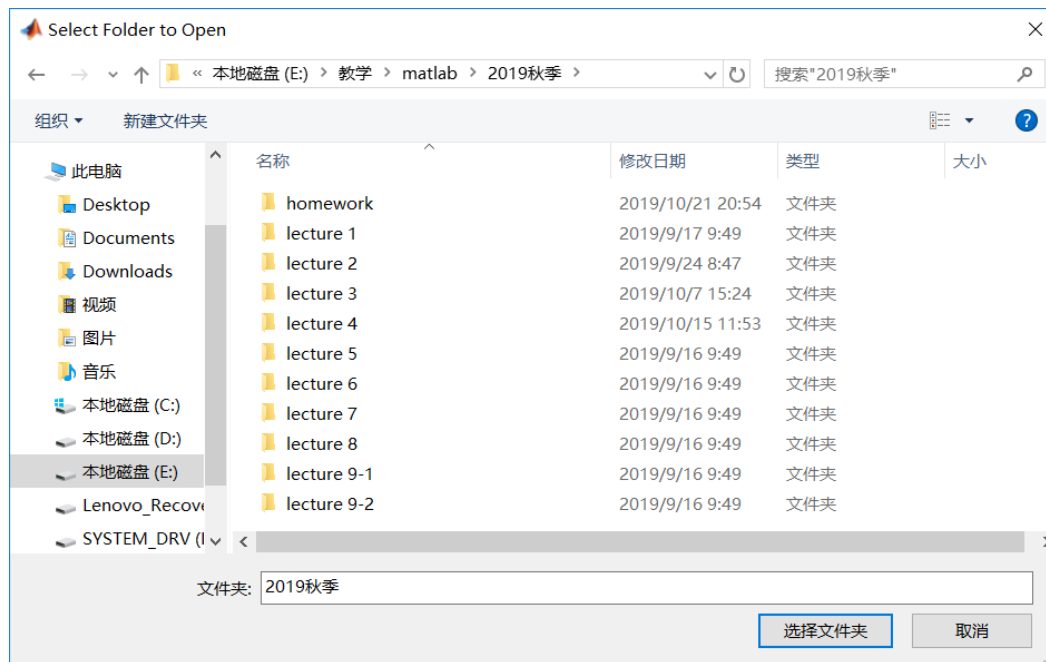 Select Folder to Open
« 本地磁盘 (E:) > 教学 > matlab > 2019秋季 >
搜索"2019秋季"
组织 新建文件夹
此电脑
Desktop
Documents
Downloads
视频
图片
音乐
本地磁盘 (C:)
本地磁盘 (D:)
本地磁盘 (E:)
Lenovo_Recove
SYSTEM_DRV (
名称 修改日期 类型 大小
homework 2019/10/21 20:54 文件夹
lecture 1 2019/9/17 9:49 文件夹
lecture 2 2019/9/24 8:47 文件夹
lecture 3 2019/10/7 15:24 文件夹
lecture 4 2019/10/15 11:53 文件夹
lecture 5 2019/9/16 9:49 文件夹
lecture 6 2019/9/16 9:49 文件夹
lecture 7 2019/9/16 9:49 文件夹
lecture 8 2019/9/16 9:49 文件夹
lecture 9-1 2019/9/16 9:49 文件夹
lecture 9-2 2019/9/16 9:49 文件夹
文件夹: 2019秋季
选择文件夹 取消